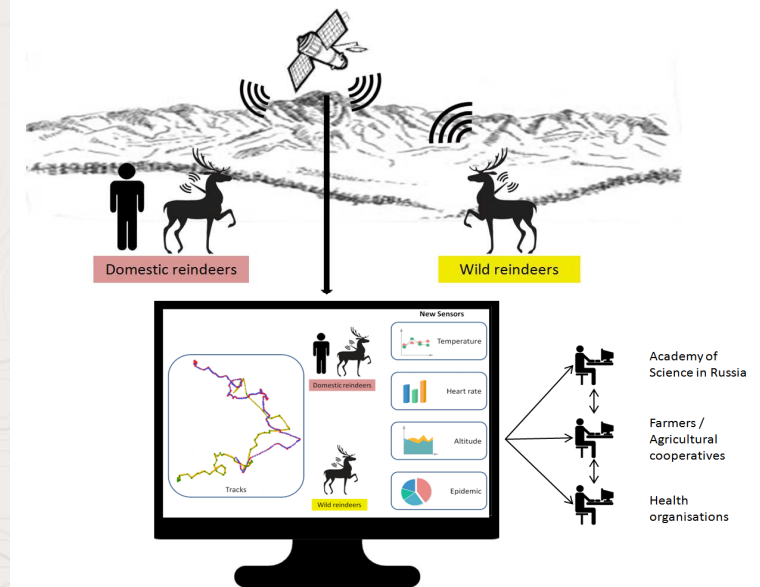 Domestic reindeers
Wild reindeers
New Sensors
Temperature
Domestic reindeers
Heart rate
Altitude
Wild reindeers
Epidemic
Tracks
Academy of
Science in Russia
Farmers /
Agricultural
cooperatives
Health
organisations